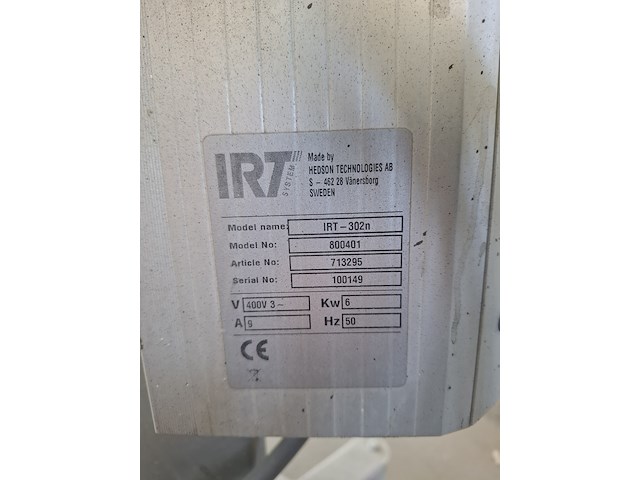 IRT
SYSTEM
Made by
HEDSON TECHNOLOGIES AB
S - 462 28 Vänersborg
SWEDEN
Model name: IRT-302n
Model No: 800401
Article No: 713295
Serial No: 100149
V 400V 3~ Kw 6
A 9 Hz 50
CE